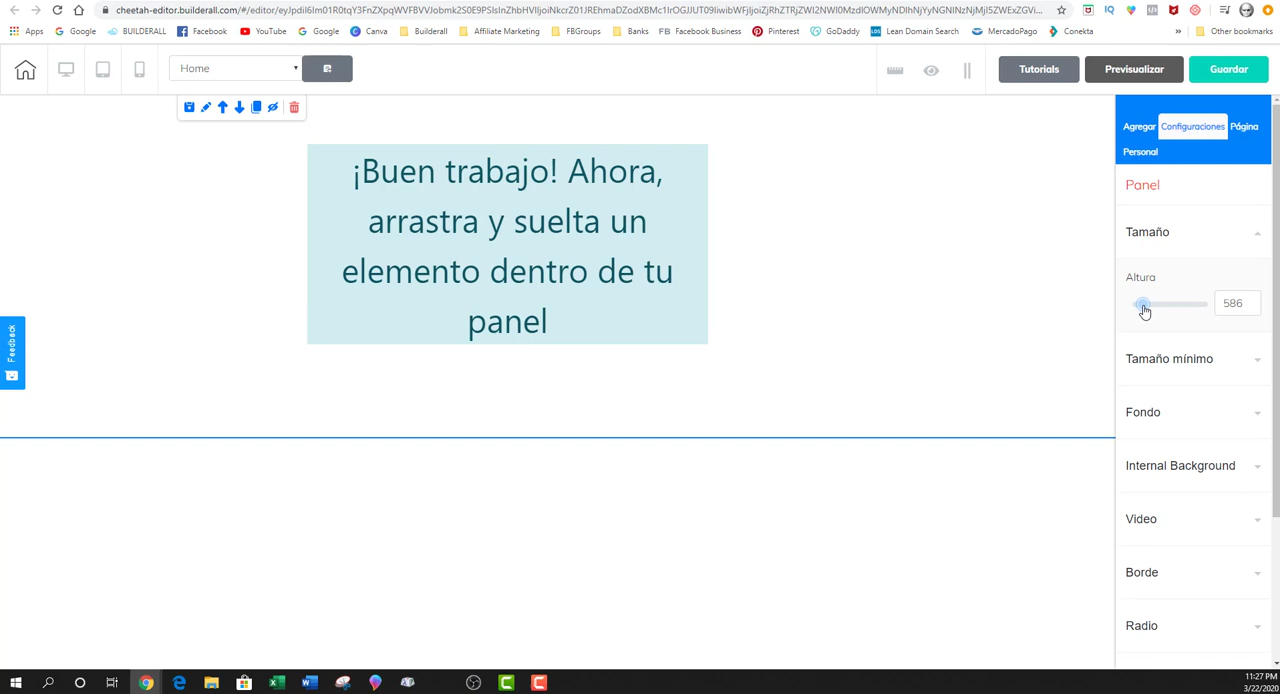 cheetah-editor.builderall.com/#/editor/
IQ
Apps
Google
BUILDERALL
Facebook
YouTube
Google
Canva
Builderall
Affiliate Marketing
FBGroups
Banks
FB Facebook Business
Pinterest
GoDaddy
LDS Lean Domain Search
MercadoPago
Conekta
»
Other bookmarks
Home
Tutorials
Previsualizar
Guardar
Agregar
Configuraciones
Página
Personal
¡Buen trabajo! Ahora,
arrastra y suelta un
elemento dentro de tu
panel
Panel
Tamaño
Altura
586
Tamaño mínimo
Fondo
Internal Background
Video
Borde
Radio
Feedback
11:27 PM
3/22/2020